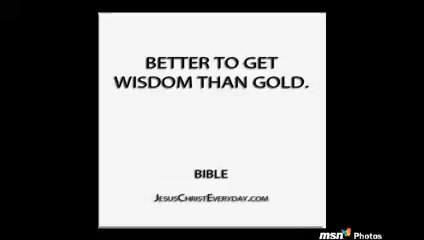 BETTER TO GET
WISDOM THAN GOLD.
BIBLE
JESUSCHRISTEVERYDAY.COM
msn Photos